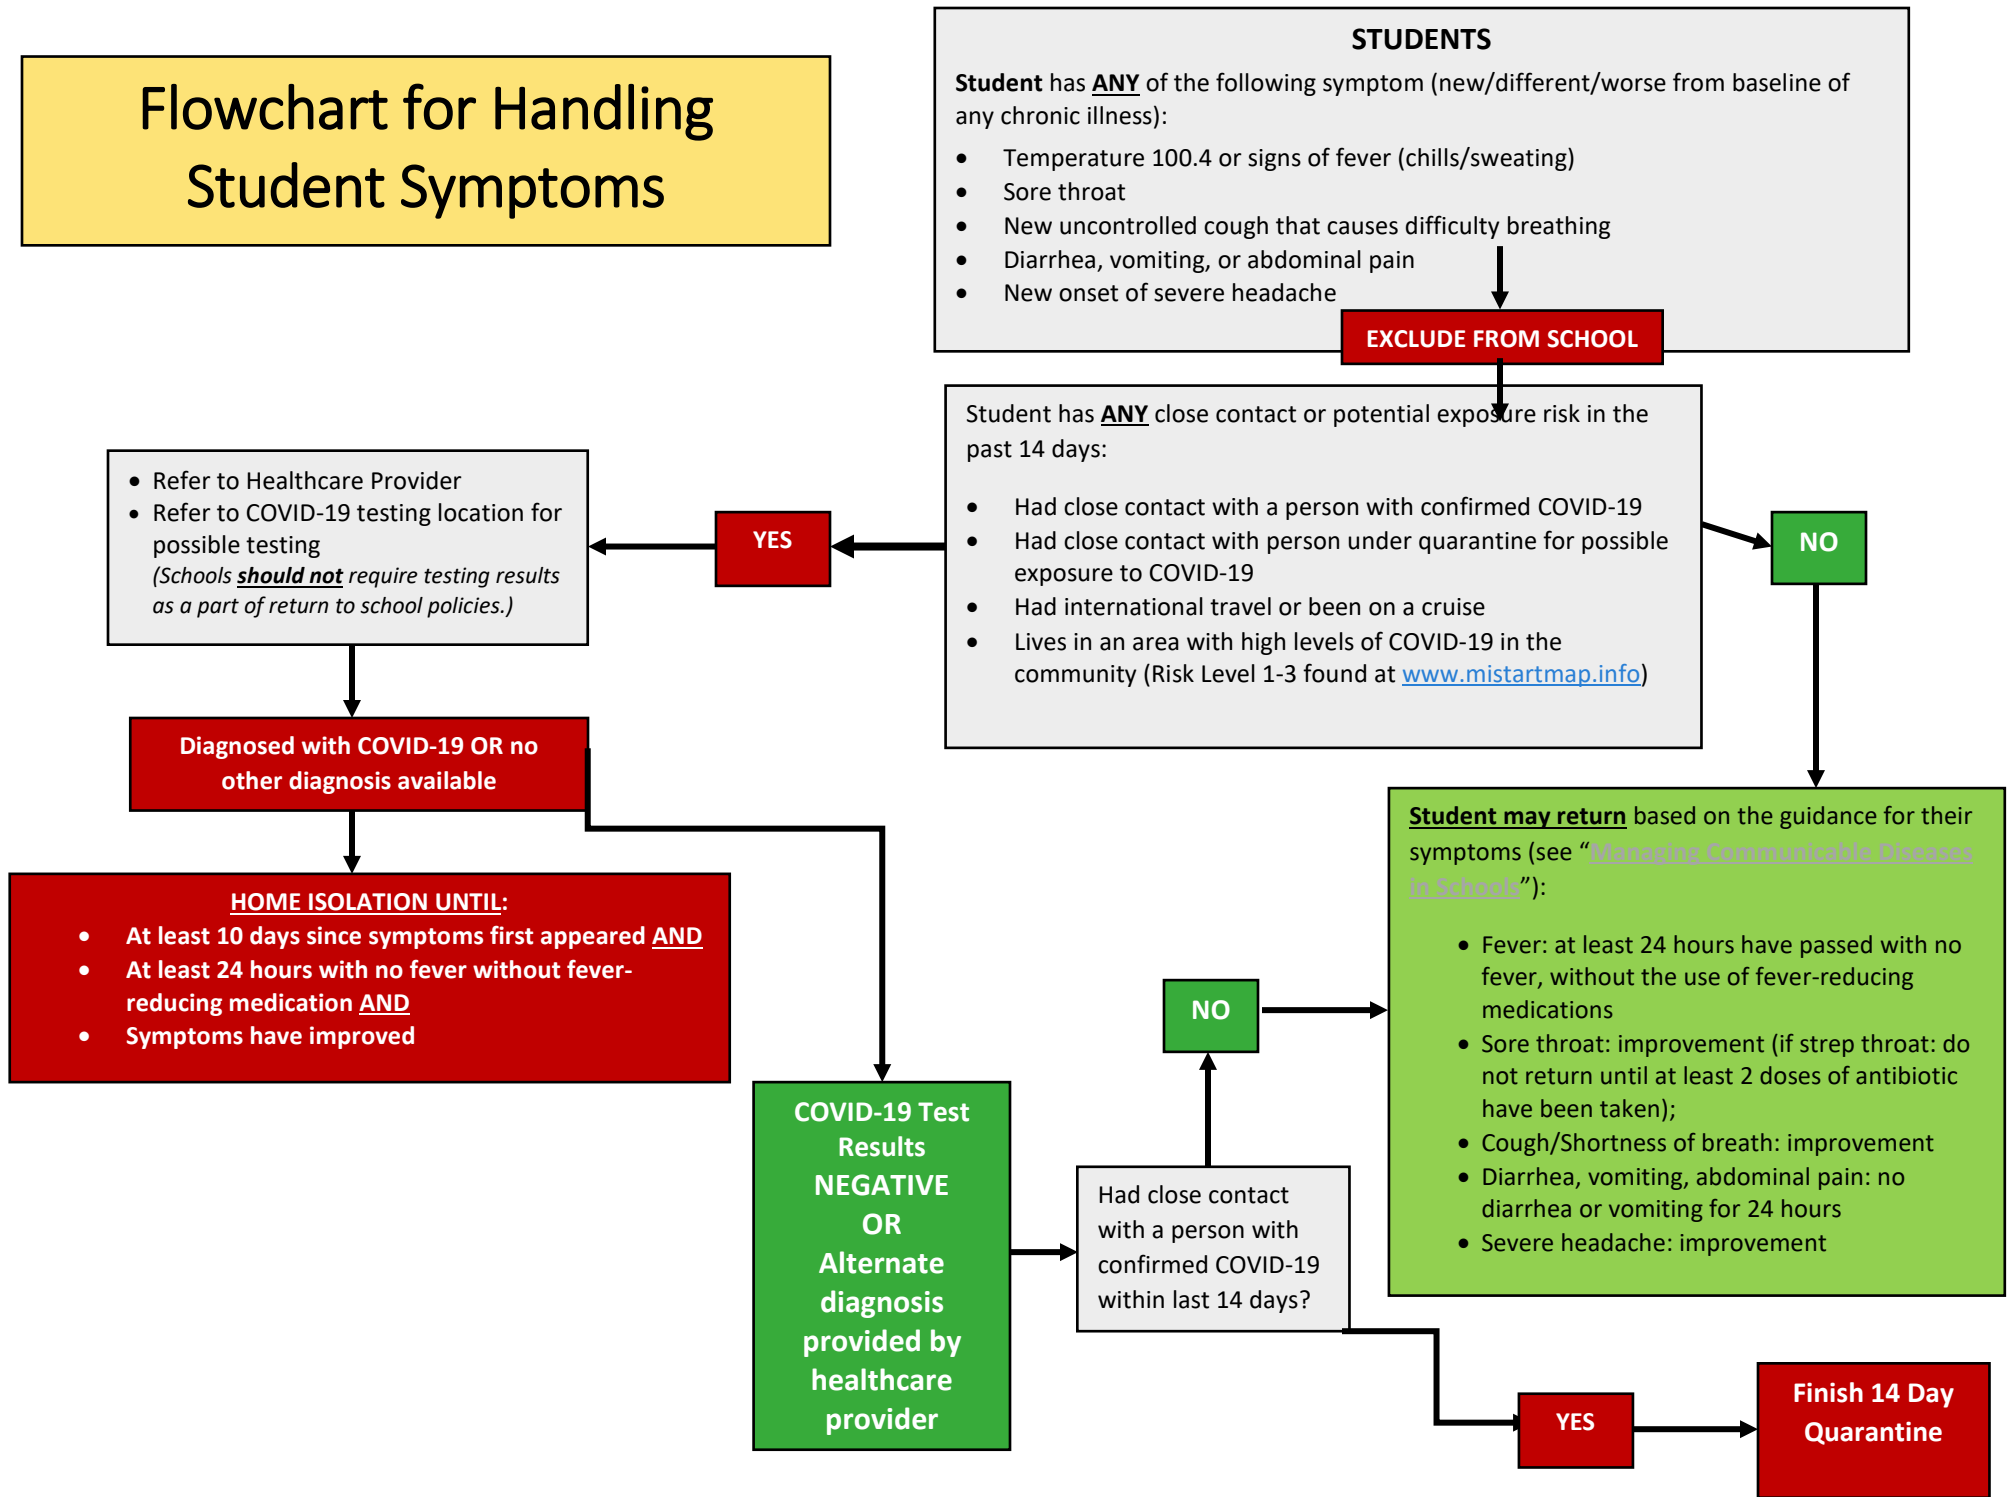 Flowchart for Handling
Student Symptoms
STUDENTS
Student has ANY of the following symptom (new/different/worse from baseline of
any chronic illness):
• Temperature 100.4 or signs of fever (chills/sweating)
• Sore throat
• New uncontrolled cough that causes difficulty breathing
• Diarrhea, vomiting, or abdominal pain
• New onset of severe headache
EXCLUDE FROM SCHOOL
Student has ANY close contact or potential exposure risk in the
past 14 days:
• Had close contact with a person with confirmed COVID-19
• Had close contact with person under quarantine for possible
exposure to COVID-19
• Had international travel or been on a cruise
• Lives in an area with high levels of COVID-19 in the
community (Risk Level 1-3 found at www.mistartmap.info)
YES
NO
• Refer to Healthcare Provider
• Refer to COVID-19 testing location for
possible testing
(Schools should not require testing results
as a part of return to school policies.)
Diagnosed with COVID-19 OR no
other diagnosis available
HOME ISOLATION UNTIL:
• At least 10 days since symptoms first appeared AND
• At least 24 hours with no fever without fever-
reducing medication AND
• Symptoms have improved
COVID-19 Test
Results
NEGATIVE
OR
Alternate
diagnosis
provided by
healthcare
provider
Had close contact
with a person with
confirmed COVID-19
within last 14 days?
NO
Student may return based on the guidance for their
symptoms (see “Managing Communicable Diseases
in Schools”):
• Fever: at least 24 hours have passed with no
fever, without the use of fever-reducing
medications
• Sore throat: improvement (if strep throat: do
not return until at least 2 doses of antibiotic
have been taken);
• Cough/Shortness of breath: improvement
• Diarrhea, vomiting, abdominal pain: no
diarrhea or vomiting for 24 hours
• Severe headache: improvement
YES
Finish 14 Day
Quarantine